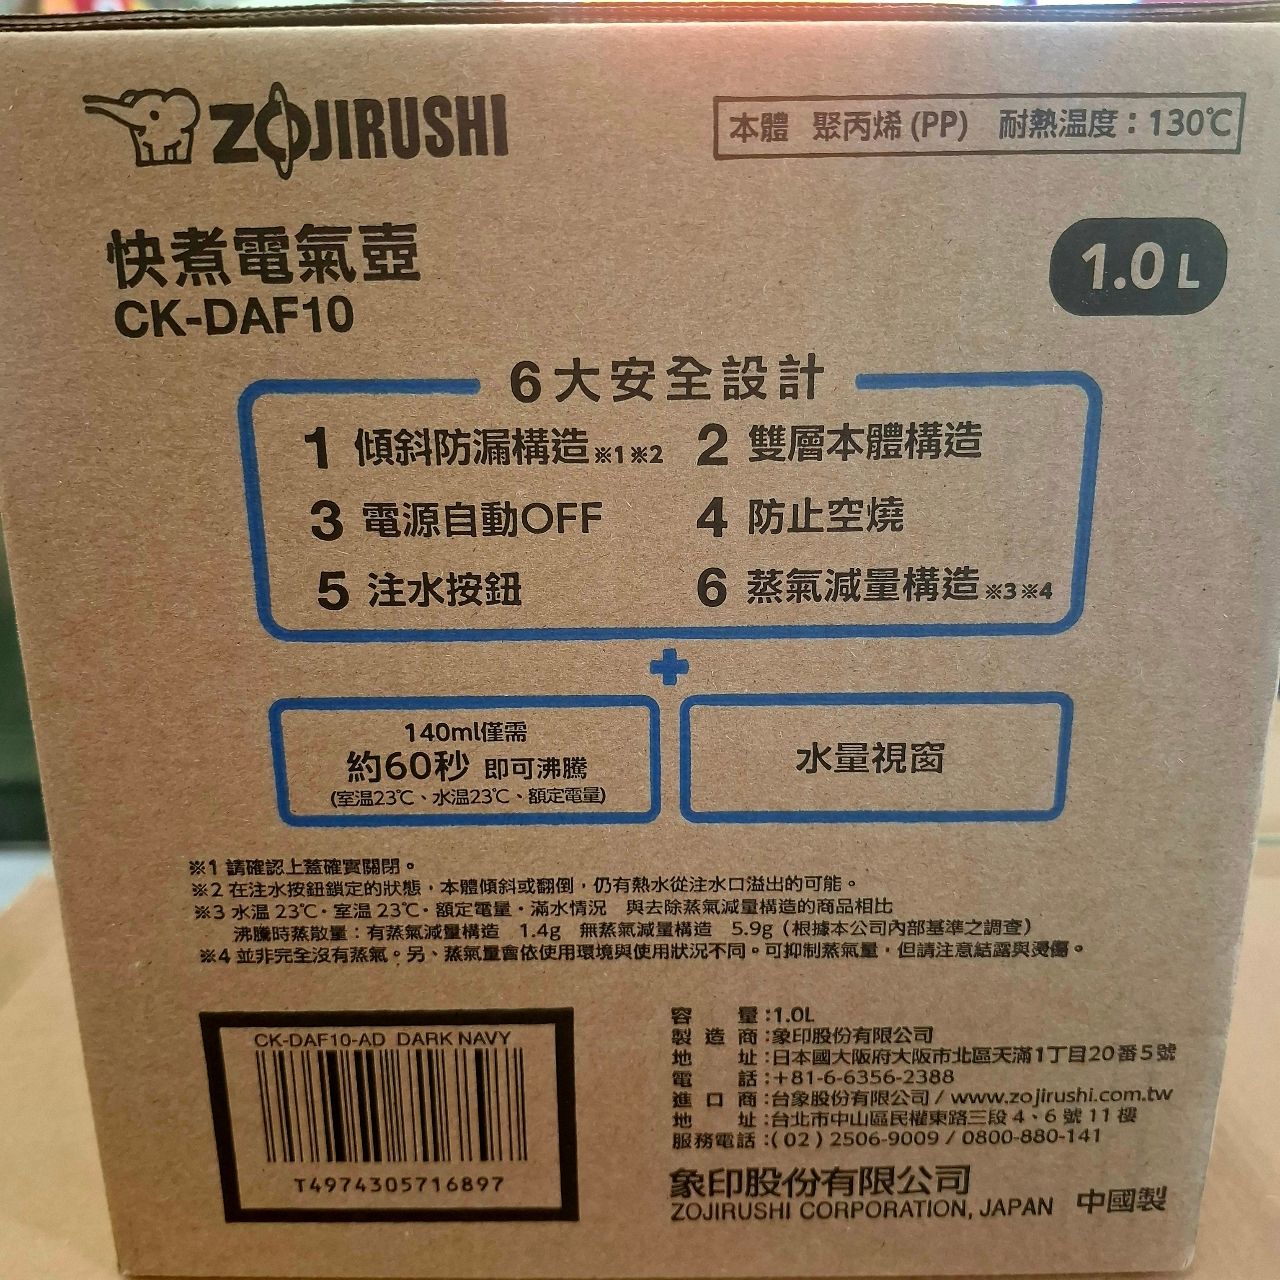 ZOJIRUSHI
本體 聚丙烯(PP) 耐熱温度：130℃
快煮電氣壺
CK-DAF10
1.0L
6大安全設計
1 傾斜防漏構造※1※2 2 雙層本體構造
3 電源自動OFF 4 防止空燒
5 注水按鈕 6 蒸氣減量構造※3※4
+
140ml僅需
約60秒 即可沸騰
(室温23℃、水温23℃、額定電量)
水量視窗
※1 請確認上蓋確實關閉。
※2 在注水按鈕鎖定的狀態，本體傾斜或翻倒，仍有熱水從注水口溢出的可能。
※3 水温 23℃・室温 23℃・額定電量・滿水情況 與去除蒸氣減量構造的商品相比
沸騰時蒸散量：有蒸氣減量構造 1.4g 無蒸氣減量構造 5.9g（根據本公司內部基準之調查）
※4 並非完全沒有蒸氣。另、蒸氣量會依使用環境與使用狀況不同。可抑制蒸氣量，但請注意結露與燙傷。
CK-DAF10-AD DARK NAVY
T4974305716897
容量：1.0L
製造商：象印股份有限公司
地址：日本國大阪府大阪市北區天滿1丁目20番5號
電話：+81-6-6356-2388
進口商：台象股份有限公司 / www.zojirushi.com.tw
地址：台北市中山區民權東路三段 4、6 號 11 樓
服務電話：(02) 2506-9009 / 0800-880-141
象印股份有限公司
ZOJIRUSHI CORPORATION, JAPAN 中國製